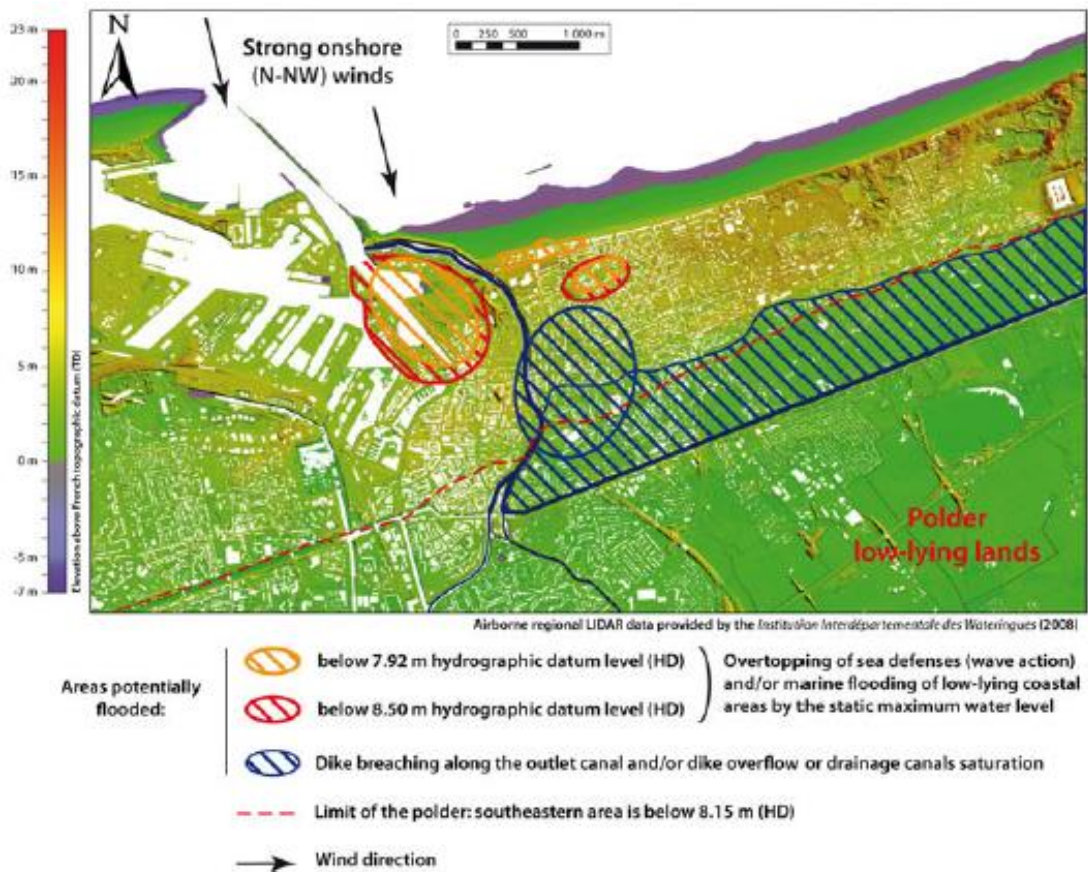 23 m
20 m
15 m
10 m
5 m
0 m
-5 m
-7 m
Elevation above French topographic datum (TD)
N
Strong onshore
(N-NW) winds
0 250 500 1 000 m
Polder
low-lying lands
Airborne regional LIDAR data provided by the Institution Interdépartementale des Wateringues (2008)
Areas potentially
flooded:
below 7.92 m hydrographic datum level (HD)
below 8.50 m hydrographic datum level (HD)
Overtopping of sea defenses (wave action)
and/or marine flooding of low-lying coastal
areas by the static maximum water level
Dike breaching along the outlet canal and/or dike overflow or drainage canals saturation
Limit of the polder: southeastern area is below 8.15 m (HD)
Wind direction